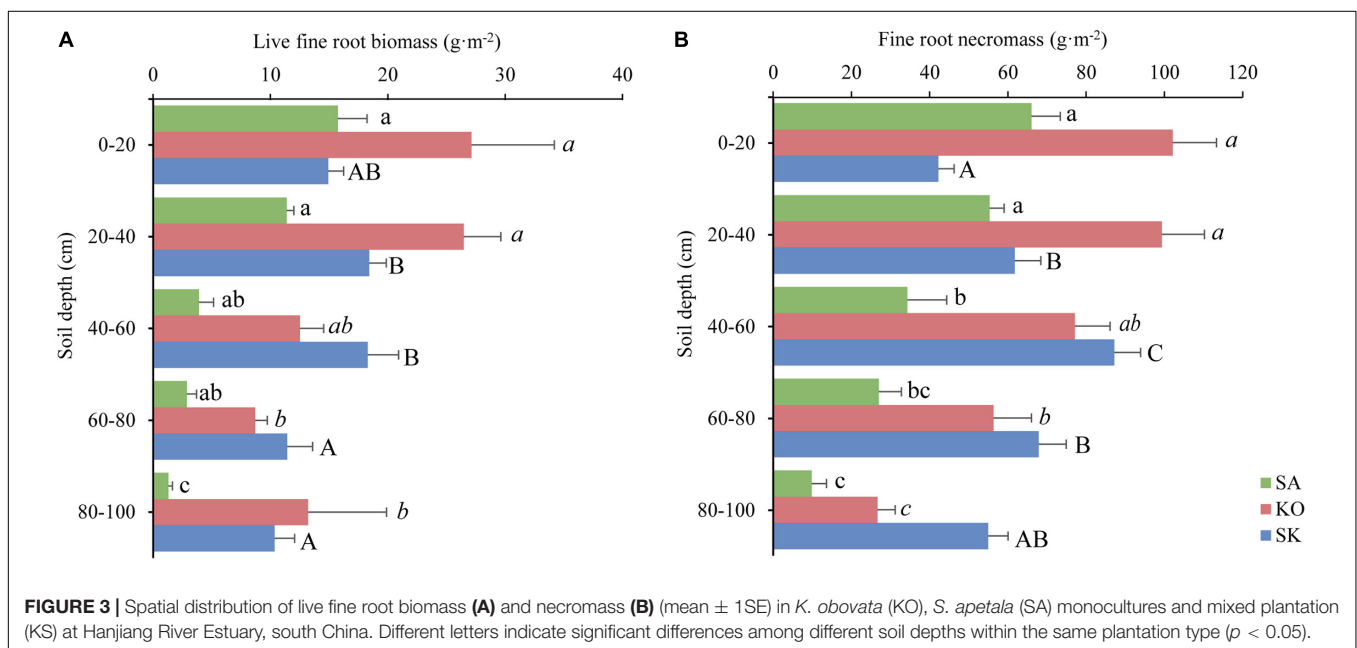 A
Live fine root biomass (g·m-2)
0 10 20 30 40
Soil depth (cm)
0-20
a
a
AB
20-40
a
a
B
40-60
ab
ab
B
60-80
ab
b
A
80-100
c
b
A
B
Fine root necromass (g·m-2)
0 20 40 60 80 100 120
Soil depth (cm)
0-20
a
a
A
20-40
a
a
B
40-60
b
ab
C
60-80
bc
b
B
80-100
c
c
AB
SA
KO
SK
FIGURE 3 | Spatial distribution of live fine root biomass (A) and necromass (B) (mean ± 1SE) in K. obovata (KO), S. apetala (SA) monocultures and mixed plantation
(KS) at Hanjiang River Estuary, south China. Different letters indicate significant differences among different soil depths within the same plantation type (p < 0.05).